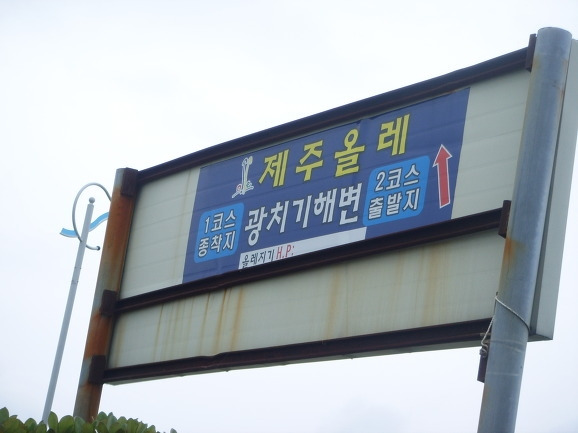 제주올레
1코스
종착지
광치기해변
2코스
출발지
올레지기 H.P: